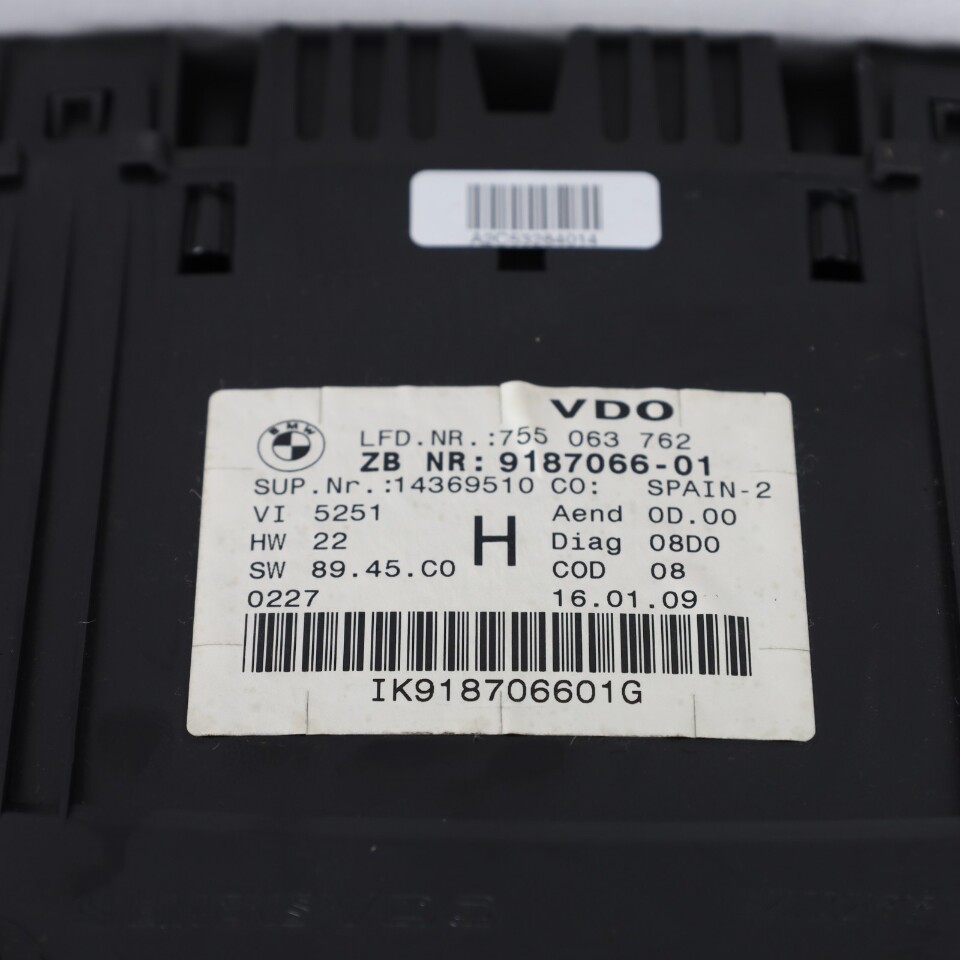 A2C53284014
VDO
BMW
LFD.NR.:755 063 762
ZB NR: 9187066-01
SUP.Nr.:14369510 CO: SPAIN-2
VI 5251 Aend 0D.00
HW 22 H Diag 08D0
SW 89.45.C0 COD 08
0227 16.01.09
IK918706601G